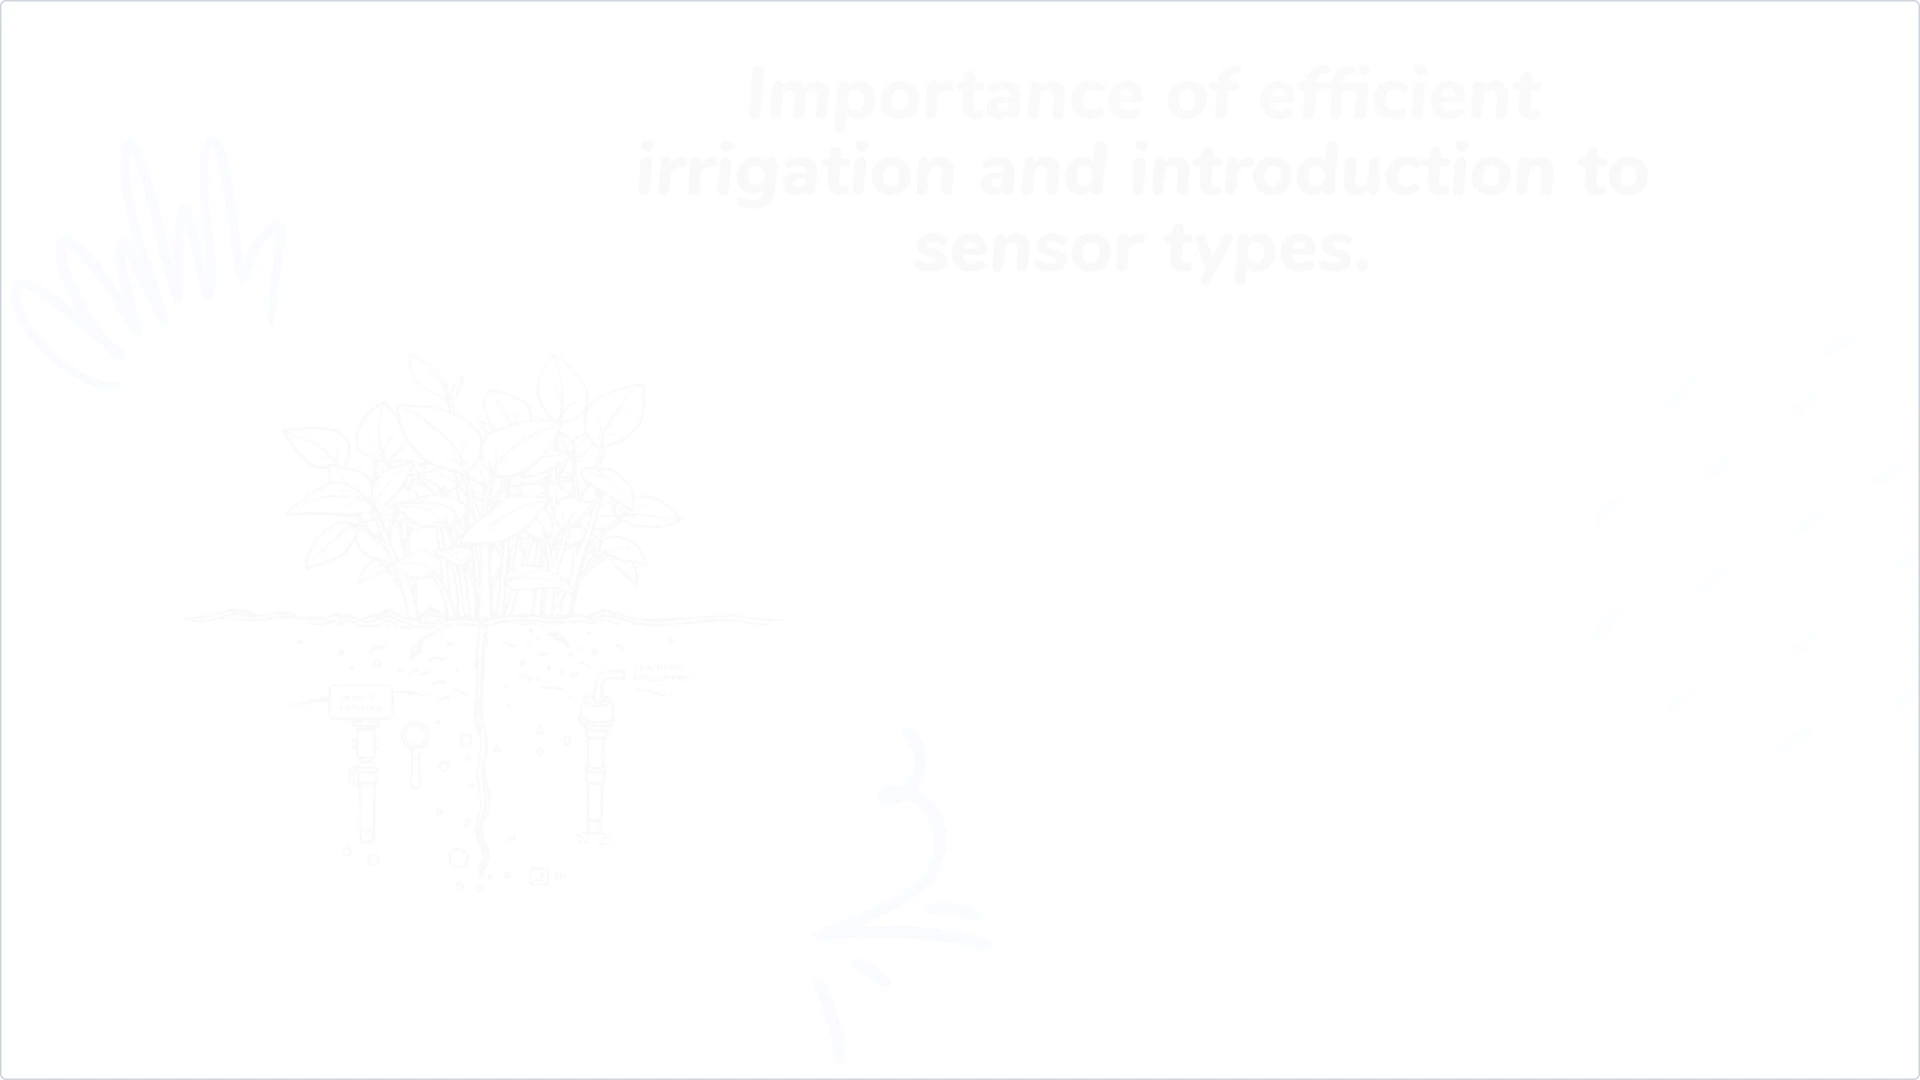 Importance of efficient
irrigation and introduction to
sensor types.